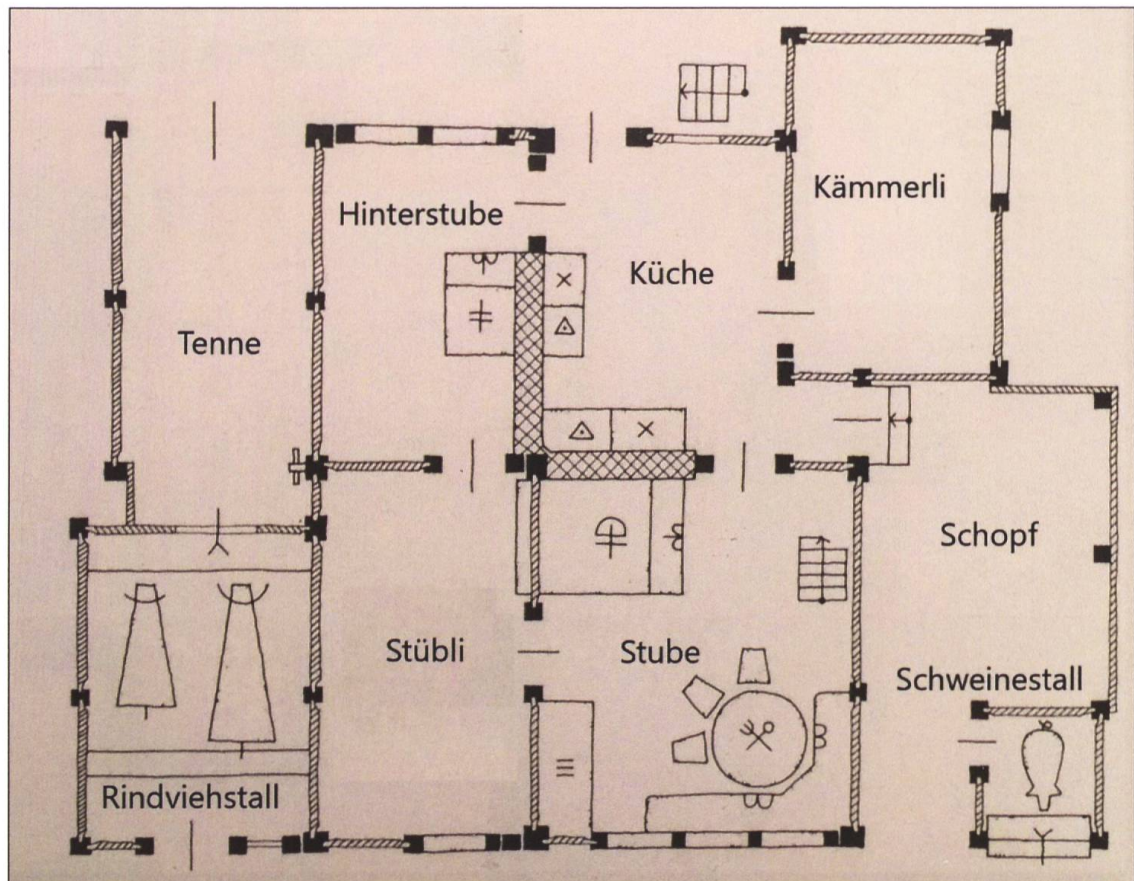 Kämmerli
Hinterstube
Küche
Tenne
Schopf
Stübli
Stube
Schweinestall
Rindviehstall